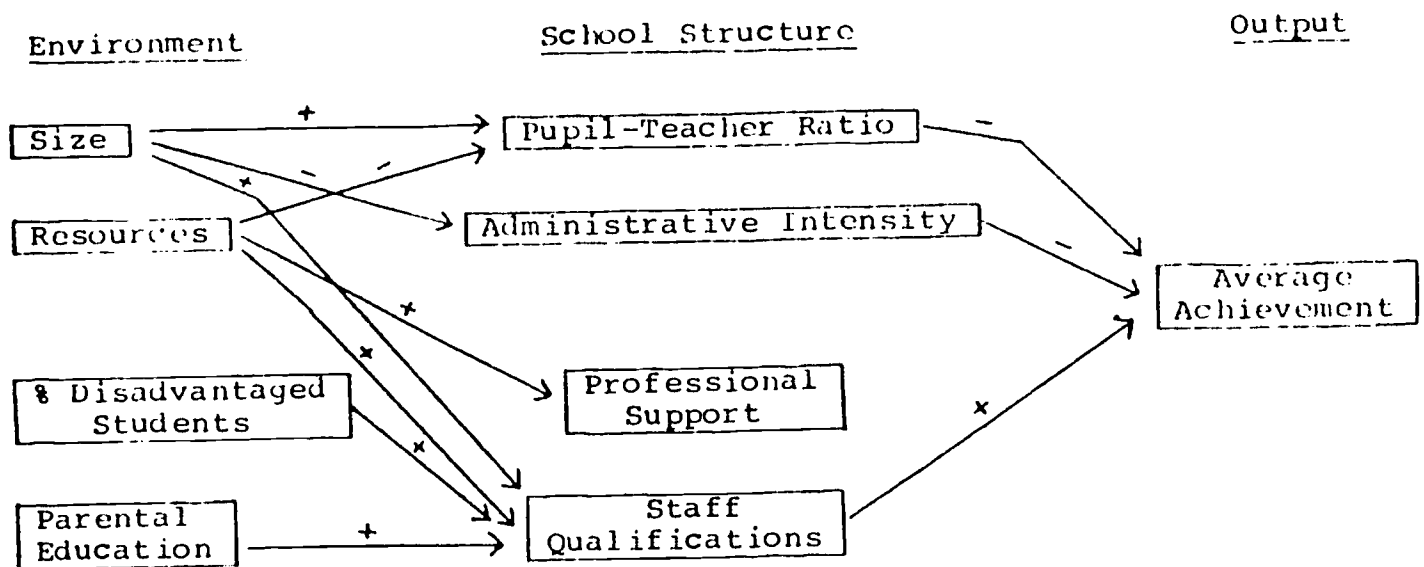 Environment
School Structure
Output
Size
+
Pupil-Teacher Ratio
-
-
-
+
Resources
Administrative Intensity
-
Average
Achievement
+
+
% Disadvantaged
Students
+
Professional
Support
+
Parental
Education
+
Staff
Qualifications